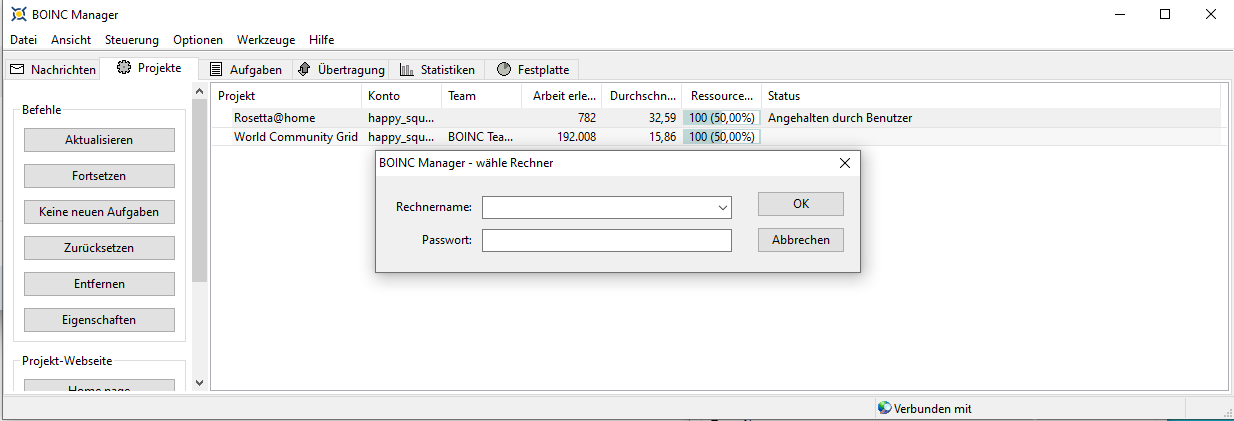 BOINC Manager
Datei Ansicht Steuerung Optionen Werkzeuge Hilfe
Nachrichten Projekte Aufgaben Übertragung Statistiken Festplatte
Befehle
Aktualisieren
Fortsetzen
Keine neuen Aufgaben
Zurücksetzen
Entfernen
Eigenschaften
Projekt-Webseite
Home page
Projekt Konto Team Arbeit erle... Durchschn... Ressource... Status
Rosetta@home happy_squ... 782 32,59 100 (50,00%) Angehalten durch Benutzer
World Community Grid happy_squ... BOINC Tea... 192.008 15,86 100 (50,00%)
BOINC Manager - wähle Rechner
Rechnername: OK
Passwort: Abbrechen
Verbunden mit